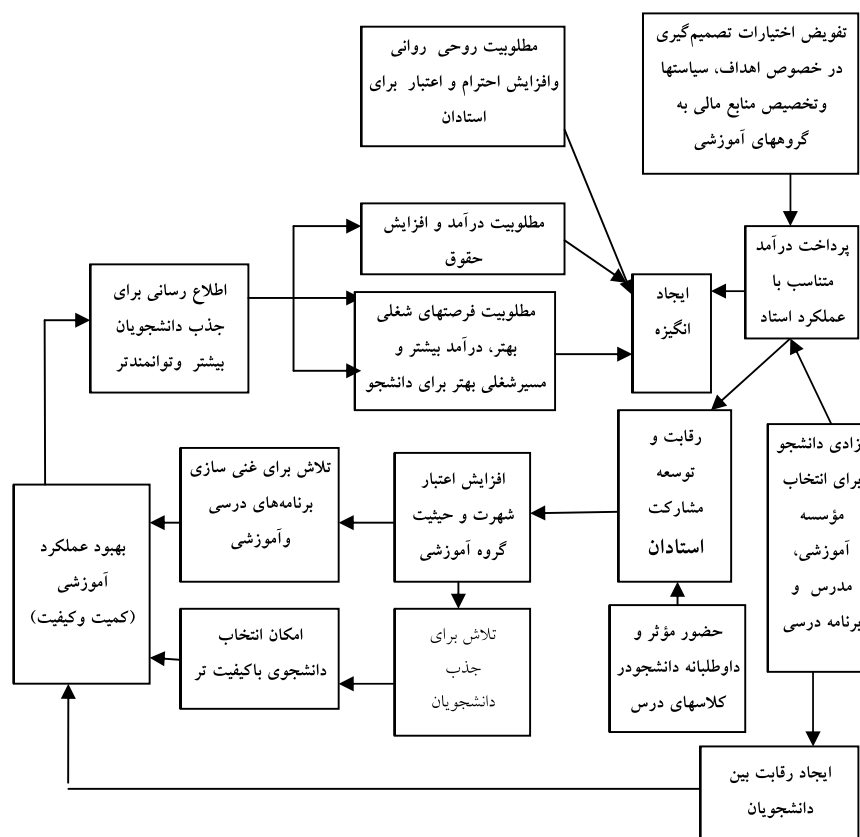 تفویض اختیارات تصمیم‌گیری
در خصوص اهداف، سیاستها
وتخصیص منابع مالی به
گروههای آموزشی
مطلوبیت روحی روانی
وافزایش احترام و اعتبار برای
استادان
پرداخت درآمد
متناسب با
عملکرد استاد
مطلوبیت درآمد و افزایش
حقوق
ایجاد
انگیزه
مطلوبیت فرصتهای شغلی
بهتر، درآمد بیشتر و
مسیرشغلی بهتر برای دانشجو
اطلاع رسانی برای
جذب دانشجویان
بیشتر وتوانمندتر
زادی دانشجو
برای انتخاب
مؤسسه
آموزشی،
مدرس و
برنامه درسی
رقابت و
توسعه
مشارکت
استادان
افزایش اعتبار
شهرت و حیثیت
گروه آموزشی
تلاش برای غنی سازی
برنامه‌های درسی
وآموزشی
بهبود عملکرد
آموزشی
(کمیت وکیفیت)
حضور مؤثر و
داوطلبانه دانشجودر
کلاسهای درس
تلاش برای
جذب
دانشجویان
امکان انتخاب
دانشجوی باکیفیت تر
ایجاد رقابت بین
دانشجویان